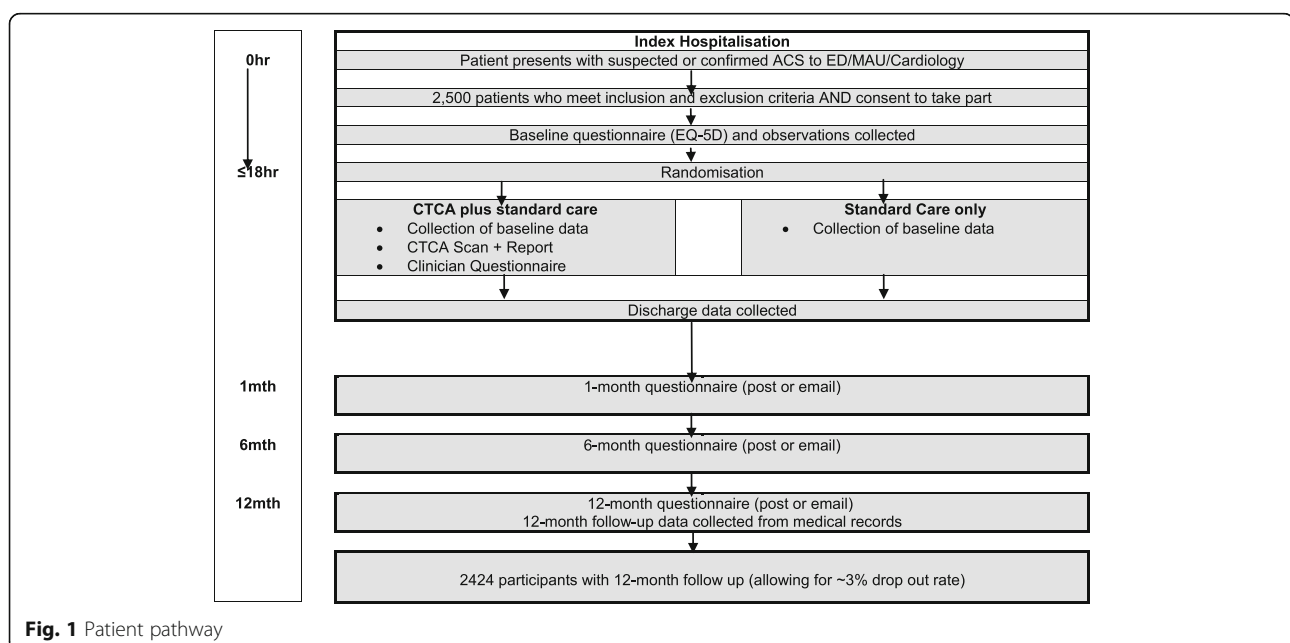 Index Hospitalisation
0hr
Patient presents with suspected or confirmed ACS to ED/MAU/Cardiology
2,500 patients who meet inclusion and exclusion criteria AND consent to take part
Baseline questionnaire (EQ-5D) and observations collected
≤18hr
Randomisation
CTCA plus standard care
• Collection of baseline data
• CTCA Scan + Report
• Clinician Questionnaire
Standard Care only
• Collection of baseline data
Discharge data collected
1mth
1-month questionnaire (post or email)
6mth
6-month questionnaire (post or email)
12mth
12-month questionnaire (post or email)
12-month follow-up data collected from medical records
2424 participants with 12-month follow up (allowing for ~3% drop out rate)
Fig. 1 Patient pathway